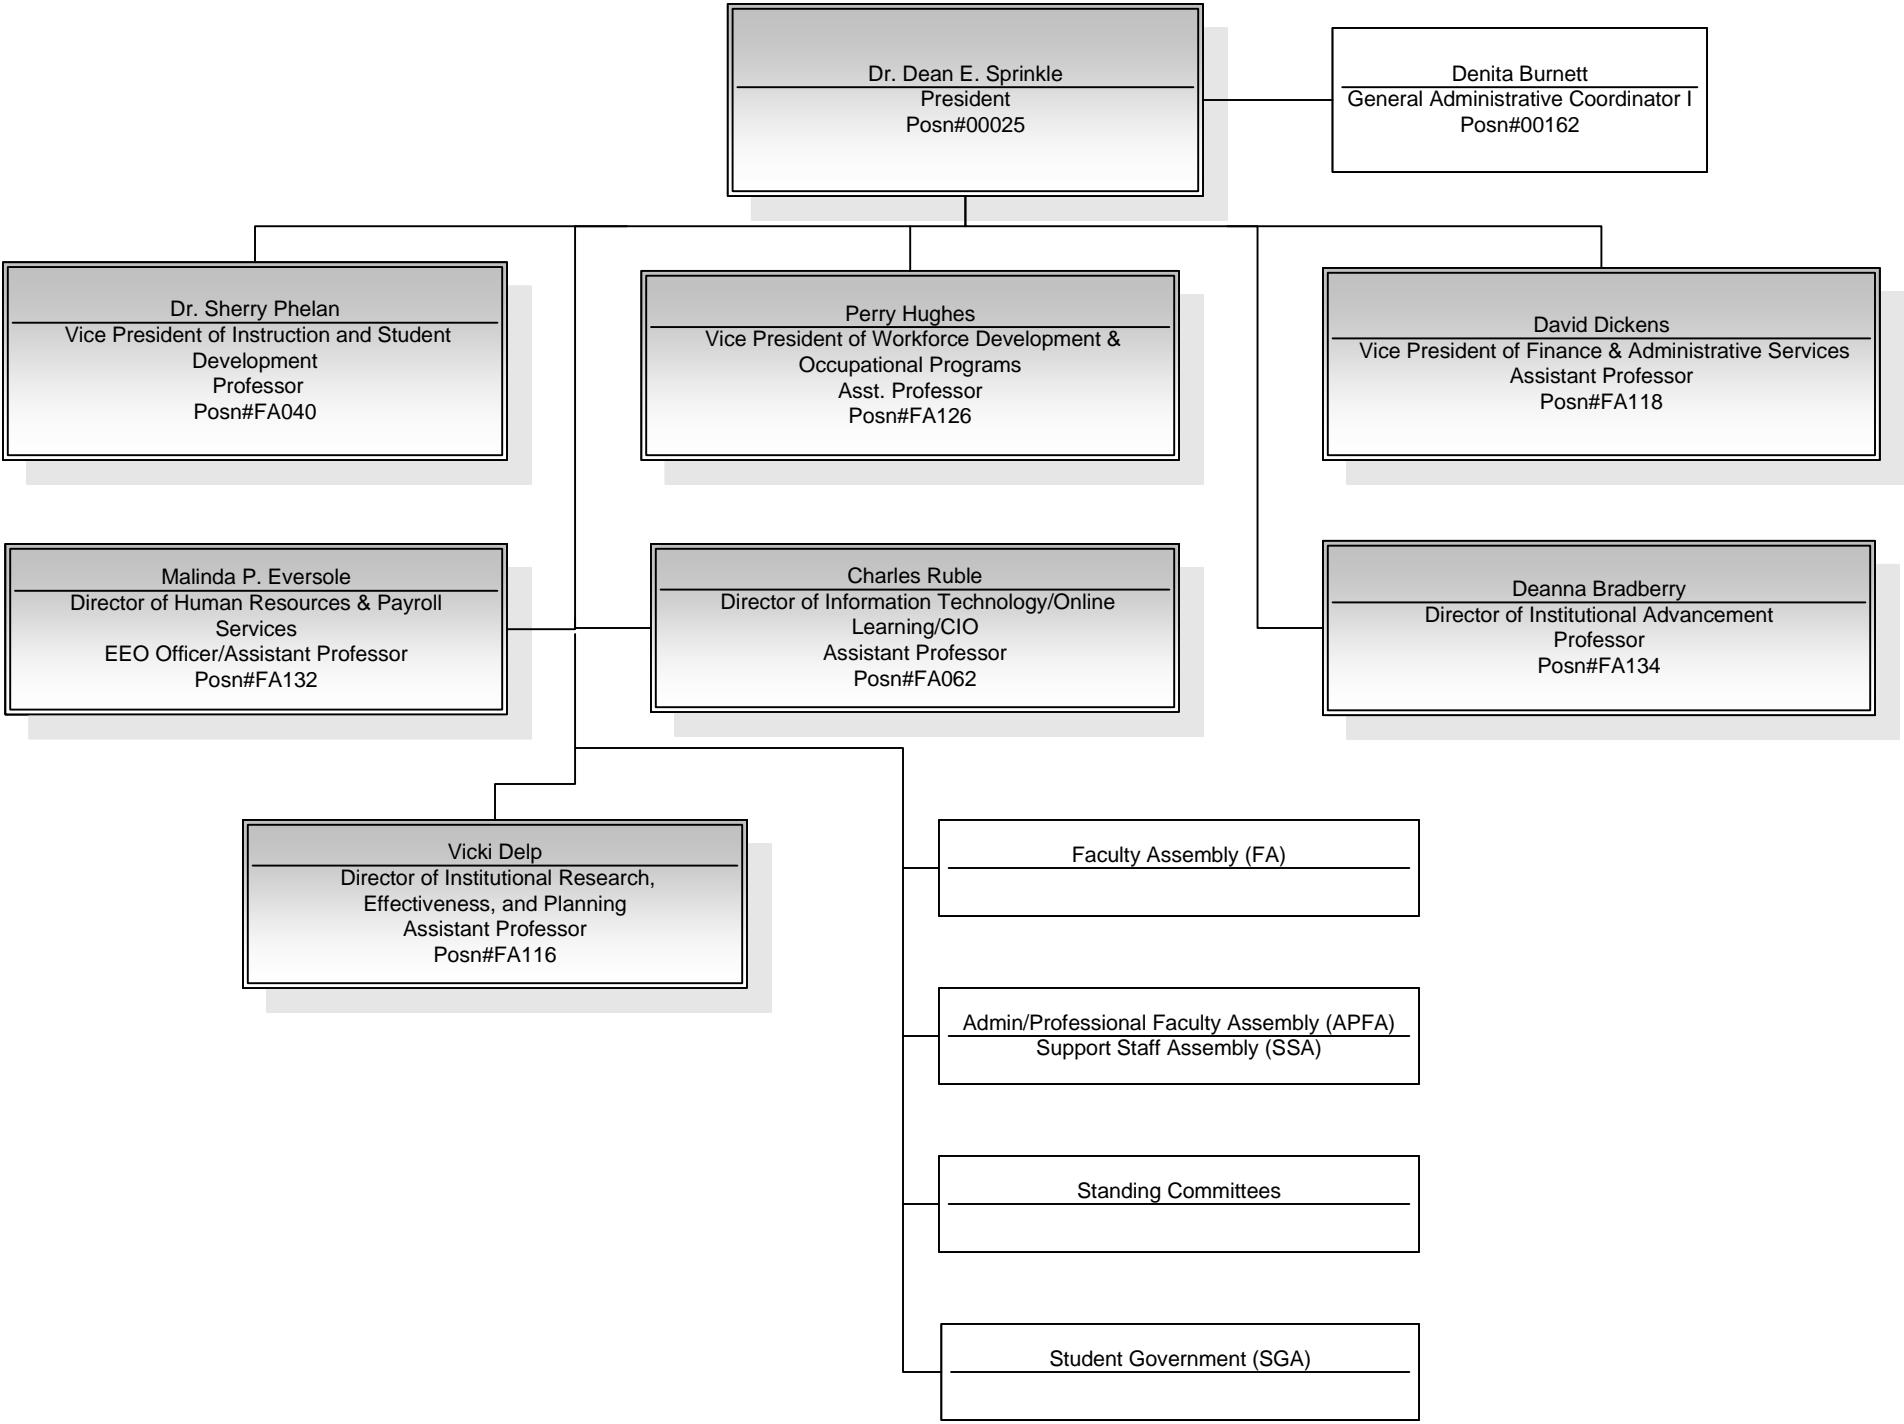 Dr. Dean E. Sprinkle
President
Posn#00025
Denita Burnett
General Administrative Coordinator I
Posn#00162
Dr. Sherry Phelan
Vice President of Instruction and Student
Development
Professor
Posn#FA040
Perry Hughes
Vice President of Workforce Development &
Occupational Programs
Asst. Professor
Posn#FA126
David Dickens
Vice President of Finance & Administrative Services
Assistant Professor
Posn#FA118
Malinda P. Eversole
Director of Human Resources & Payroll
Services
EEO Officer/Assistant Professor
Posn#FA132
Charles Ruble
Director of Information Technology/Online
Learning/CIO
Assistant Professor
Posn#FA062
Deanna Bradberry
Director of Institutional Advancement
Professor
Posn#FA134
Vicki Delp
Director of Institutional Research,
Effectiveness, and Planning
Assistant Professor
Posn#FA116
Faculty Assembly (FA)
Admin/Professional Faculty Assembly (APFA)
Support Staff Assembly (SSA)
Standing Committees
Student Government (SGA)